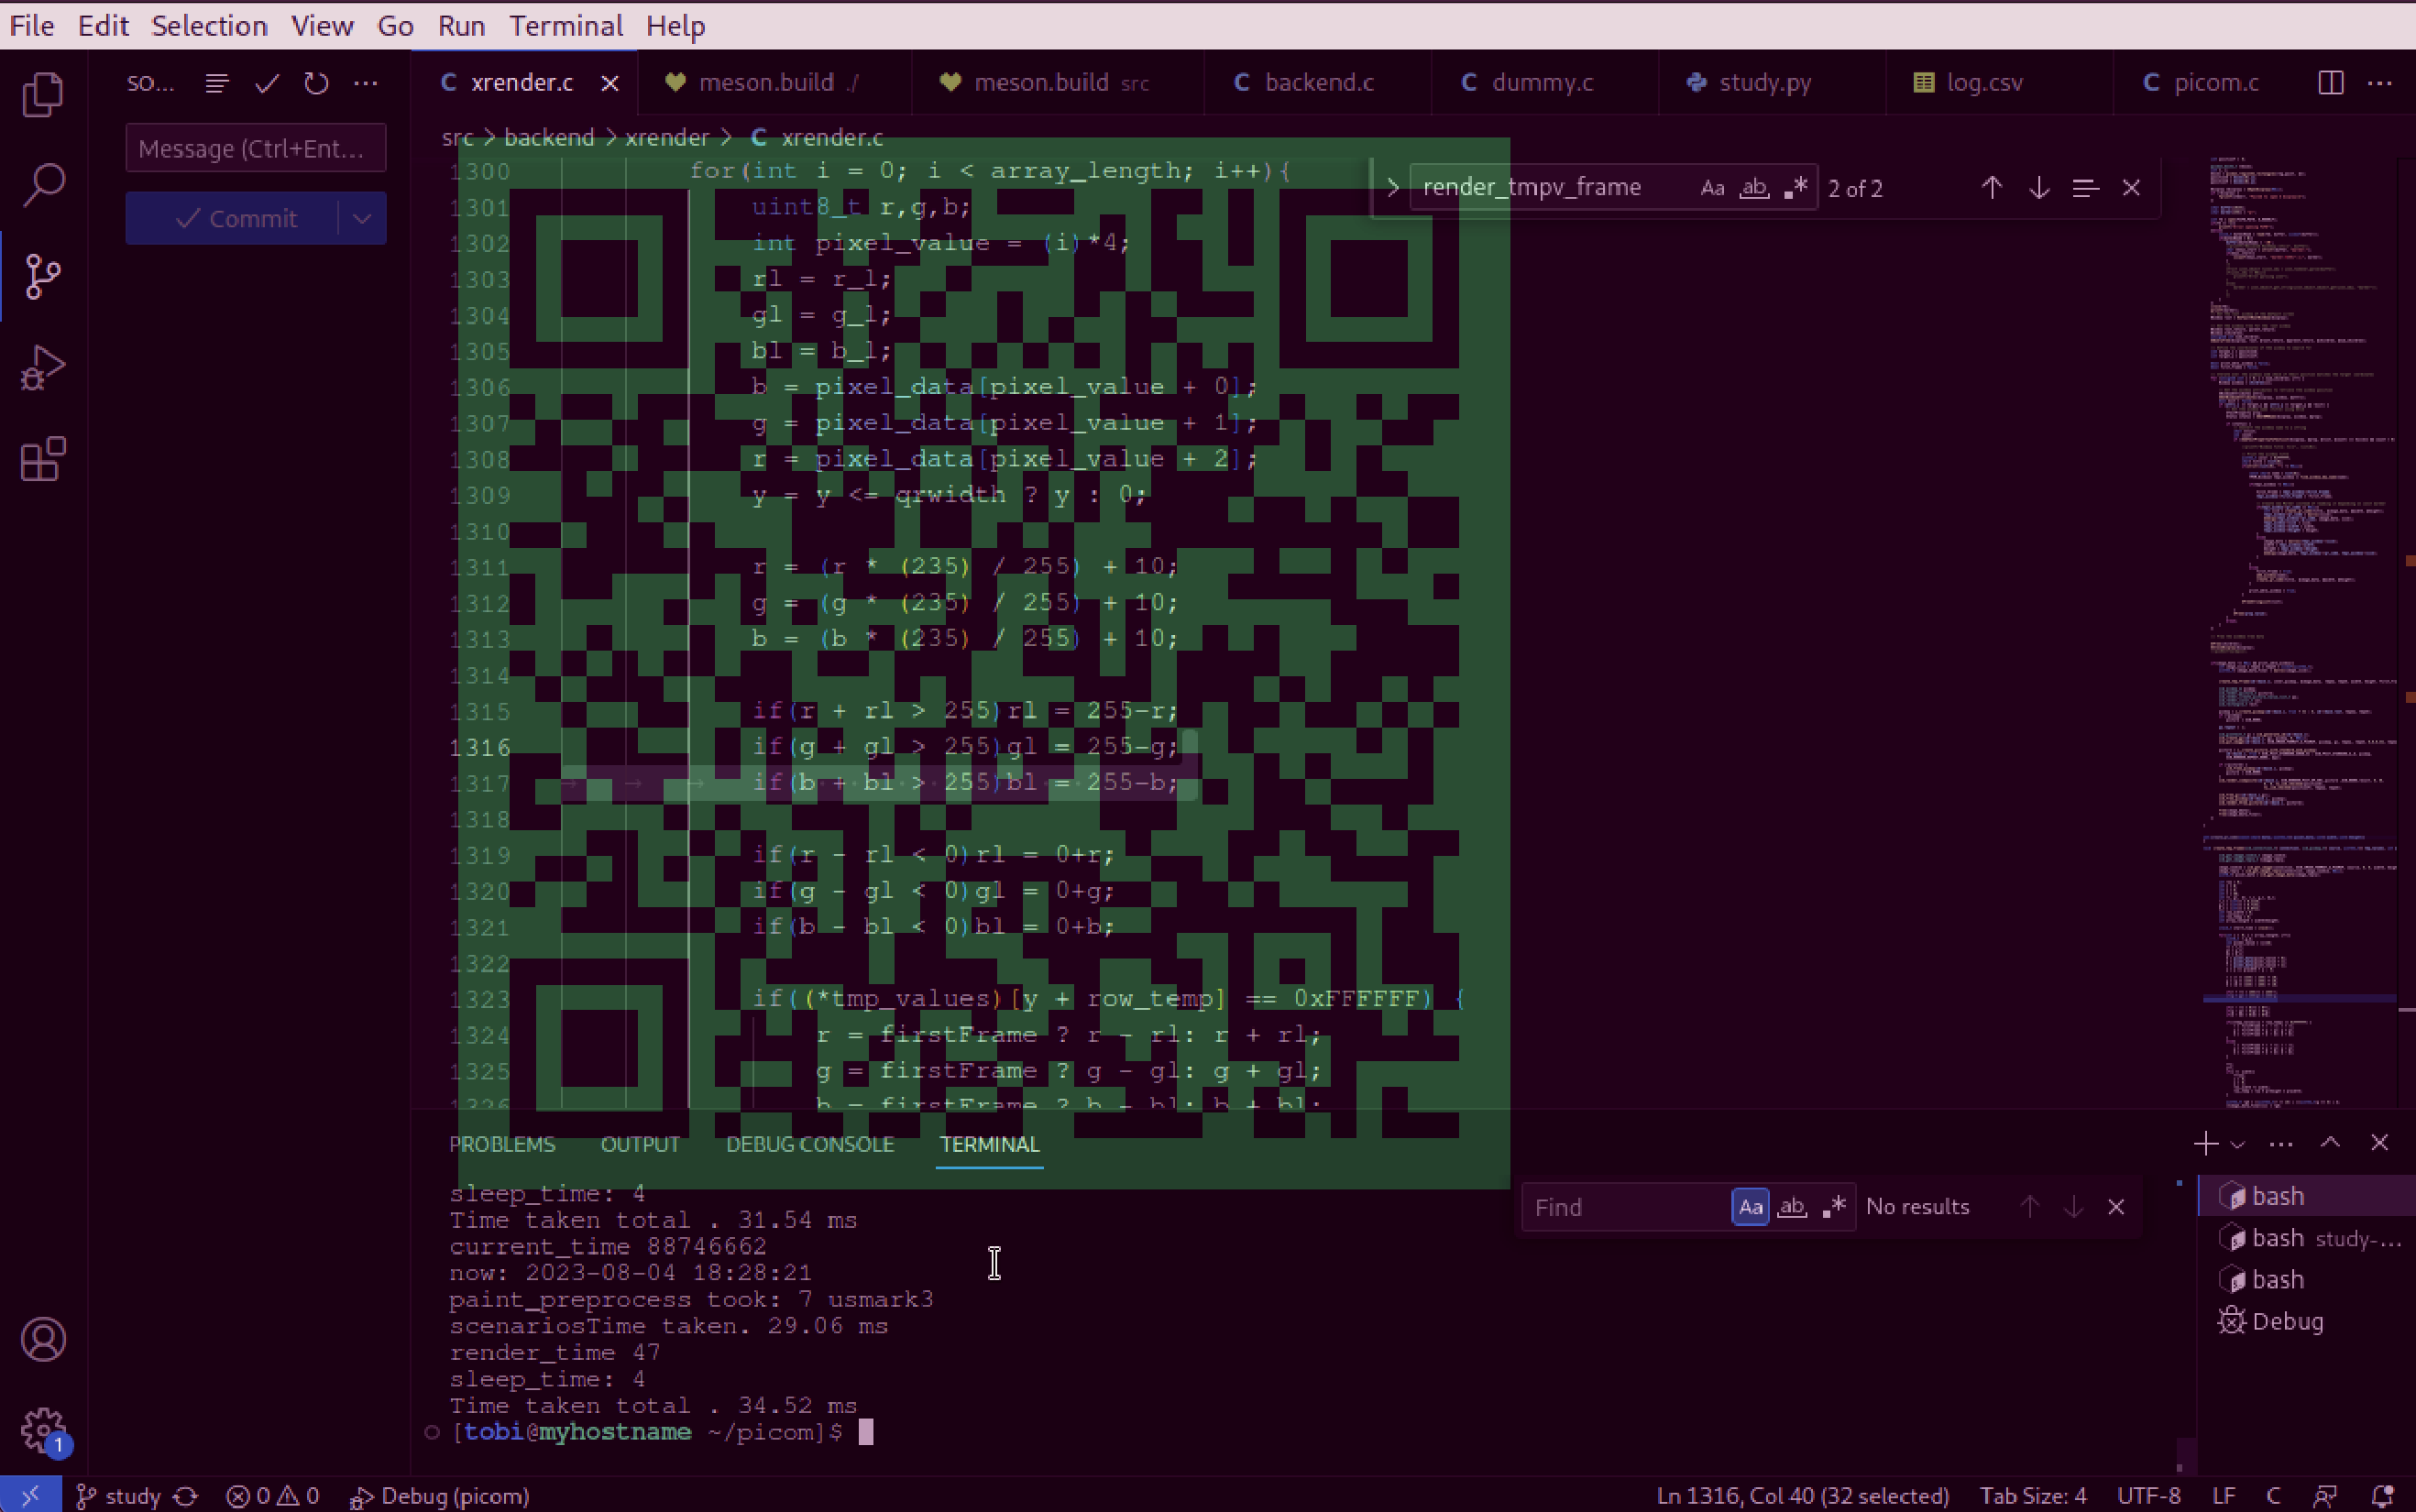 File Edit Selection View Go Run Terminal Help
SO...
xrender.c meson.build ./ meson.build src backend.c dummy.c study.py log.csv picom.c
Message (Ctrl+Ent...
Commit
src > backend > xrender > C xrender.c
render_tmpv_frame Aa ab .* 2 of 2
1300 for(int i = 0; i < array_length; i++){
1301 uint8_t r,g,b;
1302 int pixel_value = (i)*4;
1303 rl = r_l;
1304 gl = g_l;
1305 bl = b_l;
1306 b = pixel_data[pixel_value + 0];
1307 g = pixel_data[pixel_value + 1];
1308 r = pixel_data[pixel_value + 2];
1309 y = y <= qrwidth ? y : 0;
1310
1311 r = (r * (235) / 255) + 10;
1312 g = (g * (235) / 255) + 10;
1313 b = (b * (235) / 255) + 10;
1314
1315 if(r + rl > 255)rl = 255-r;
1316 if(g + gl > 255)gl = 255-g;
1317 if(b + bl > 255)bl = 255-b;
1318
1319 if(r - rl < 0)rl = 0+r;
1320 if(g - gl < 0)gl = 0+g;
1321 if(b - bl < 0)bl = 0+b;
1322
1323 if((*tmp_values)[y + row_temp] == 0xFFFFFF) {
1324 r = firstFrame ? r - rl: r + rl;
1325 g = firstFrame ? g - gl: g + gl;
1326 b = firstFrame ? b - bl: b + bl;
PROBLEMS OUTPUT DEBUG CONSOLE TERMINAL
Find Aa ab .* No results
sleep_time: 4
Time taken total . 31.54 ms
current_time 88746662
now: 2023-08-04 18:28:21
paint_preprocess took: 7 usmark3
scenariosTime taken. 29.06 ms
render_time 47
sleep_time: 4
Time taken total . 34.52 ms
[tobi@myhostname ~/picom]$
bash
bash study-...
bash
Debug
1
study 0 0 Debug (picom) Ln 1316, Col 40 (32 selected) Tab Size: 4 UTF-8 LF C